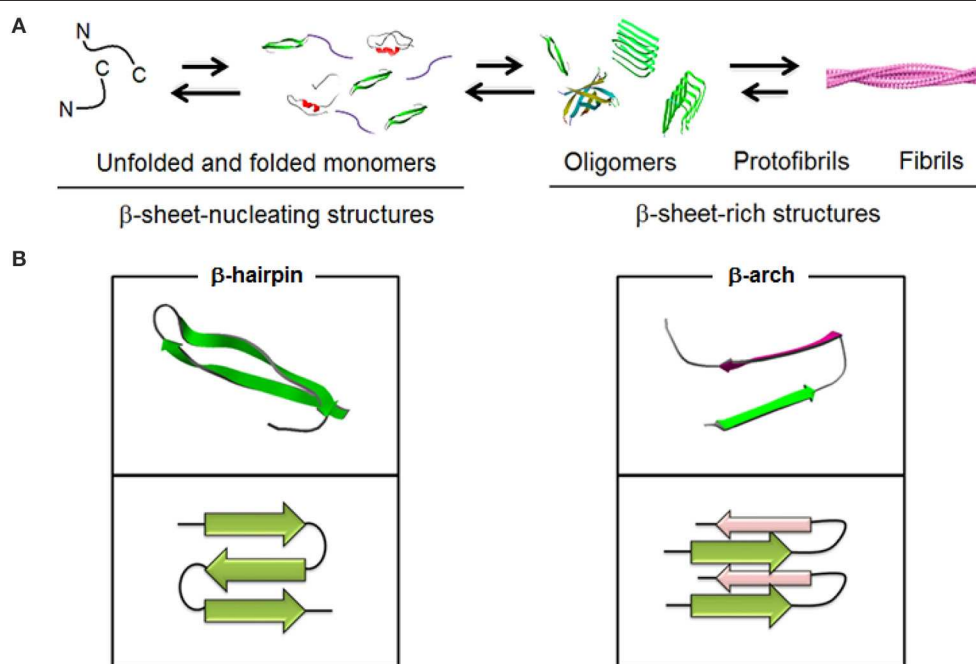 A
N
C
C
N
Unfolded and folded monomers
Oligomers Protofibrils Fibrils
β-sheet-nucleating structures
β-sheet-rich structures
B
β-hairpin
β-arch